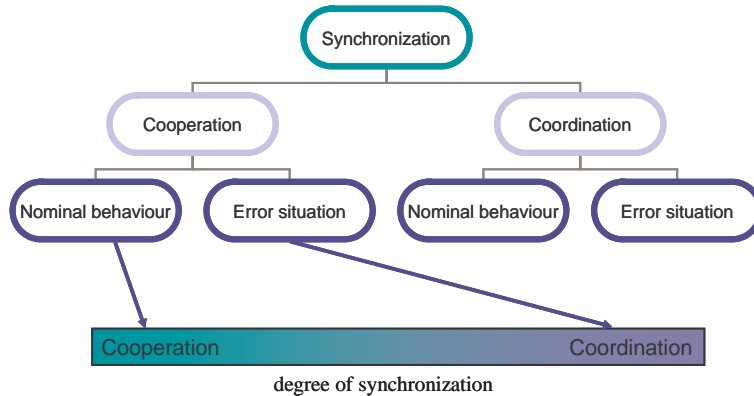 Synchronization
Cooperation
Coordination
Nominal behaviour
Error situation
Nominal behaviour
Error situation
Cooperation
Coordination
degree of synchronization